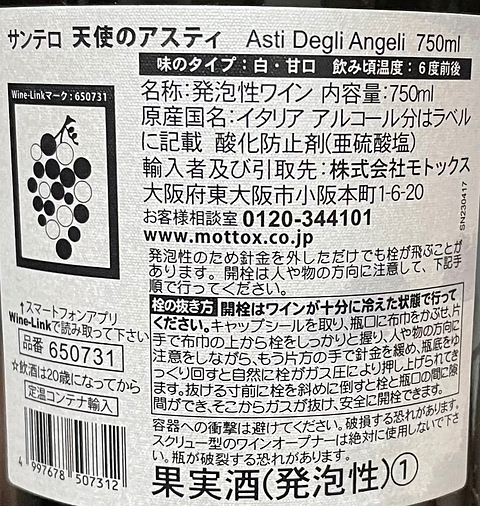 サンテロ 天使のアスティ Asti Degli Angeli 750ml
味のタイプ:白・甘口 飲み頃温度:6度前後
Wine-Linkマーク:650731
名称:発泡性ワイン 内容量:750ml
原産国名:イタリア アルコール分はラベル
に記載 酸化防止剤(亜硫酸塩)
輸入者及び引取先:株式会社モトックス
大阪府東大阪市小阪本町1-6-20
お客様相談室 0120-344101
www.mottox.co.jp
SN230417
発泡性のため針金を外しただけでも栓が飛ぶことが
あります。開栓は人や物の方向に注意して、下記手
順で行ってください。
↑スマートフォンアプリ
Wine-Linkで読み取って下さい
品番 650731
☆飲酒は20歳になってから
定温コンテナ輸入
栓の抜き方 開栓はワインが十分に冷えた状態で行って
ください。キャップシールを取り、瓶口に布をかぶせ、片
手で布の上から栓をしっかりと握り、人や物の方向に
注意をしながら、もう片方の手で針金を緩め、瓶底をゆ
っくり回すと自然に栓がガス圧により押し上げられてき
ます。抜ける寸前に栓を斜めに倒すと栓と瓶口の間に隙
間ができ、そこからガスが抜け、安全に開栓できます。
容器への衝撃は避けてください。破損する恐れがあります。
スクリュー型のワインオープナーは絶対に使用しないで下さ
い。瓶が破裂する恐れがあります。
4 997678 507312
果実酒(発泡性)①